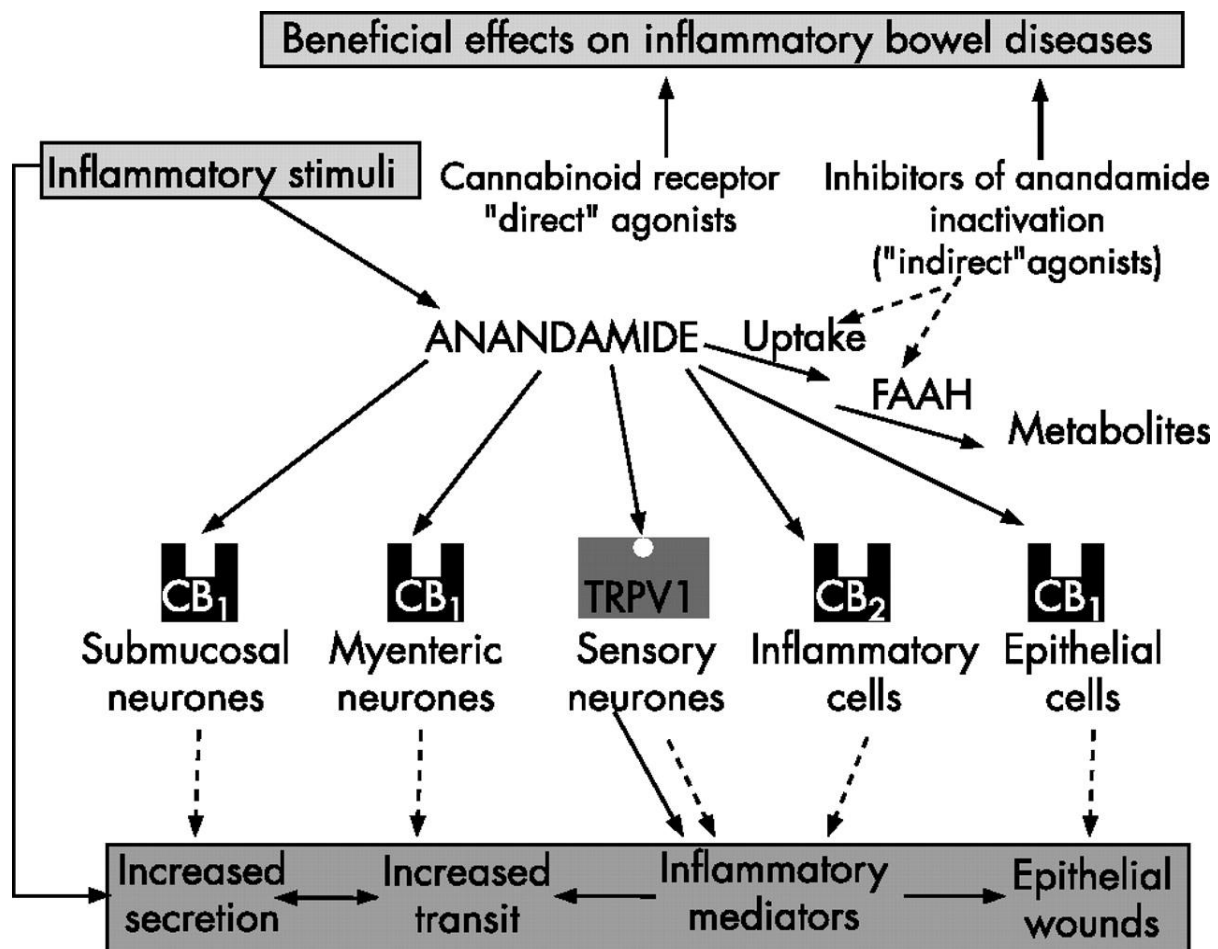 Beneficial effects on inflammatory bowel diseases
Inflammatory stimuli
Cannabinoid receptor
"direct" agonists
Inhibitors of anandamide
inactivation
("indirect"agonists)
ANANDAMIDE
Uptake
FAAH
Metabolites
CB1
Submucosal
neurones
CB1
Myenteric
neurones
TRPV1
Sensory
neurones
CB2
Inflammatory
cells
CB1
Epithelial
cells
Increased
secretion
Increased
transit
Inflammatory
mediators
Epithelial
wounds